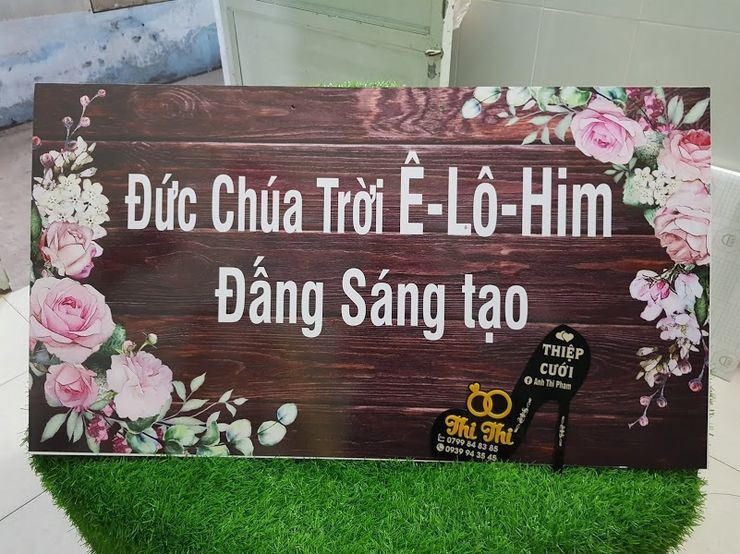 Đức Chúa Trời Ê-Lô-Him
Đấng Sáng tạo
THIỆP
CƯỚI
Anh Thi Pham
Thi Thi
0799 84 83 85
0939 94 35 45